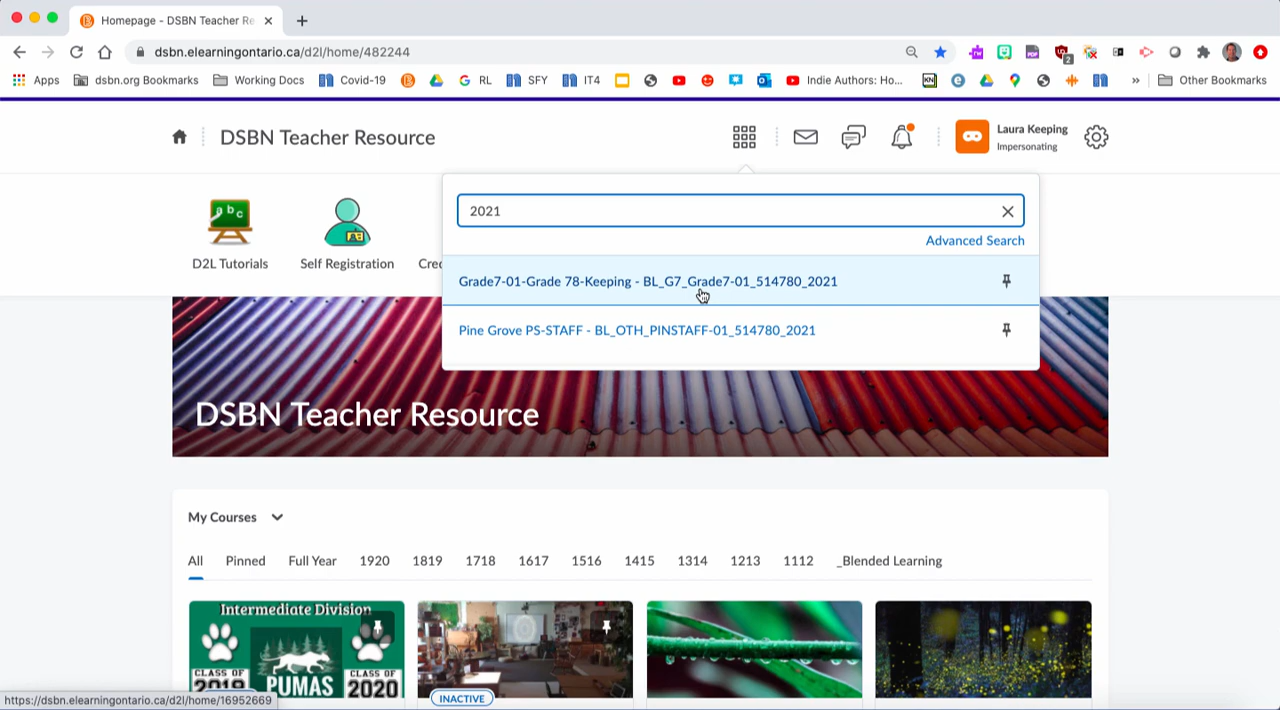 Homepage - DSBN Teacher Re
dsbn.elearningontario.ca/d2l/home/482244
Apps
dsbn.org Bookmarks
Working Docs
Covid-19
RL
SFY
IT4
Indie Authors: Ho...
KN
Other Bookmarks
2
DSBN Teacher Resource
Laura Keeping
Impersonating
abc
D2L Tutorials
Self Registration
Cre
2021
Advanced Search
Grade7-01-Grade 78-Keeping - BL_G7_Grade7-01_514780_2021
Pine Grove PS-STAFF - BL_OTH_PINSTAFF-01_514780_2021
DSBN Teacher Resource
My Courses
All
Pinned
Full Year
1920
1819
1718
1617
1516
1415
1314
1213
1112
_Blended Learning
Intermediate Division
CLASS OF
2019
PUMAS
CLASS OF
2020
INACTIVE
https://dsbn.elearningontario.ca/d2l/home/16952669